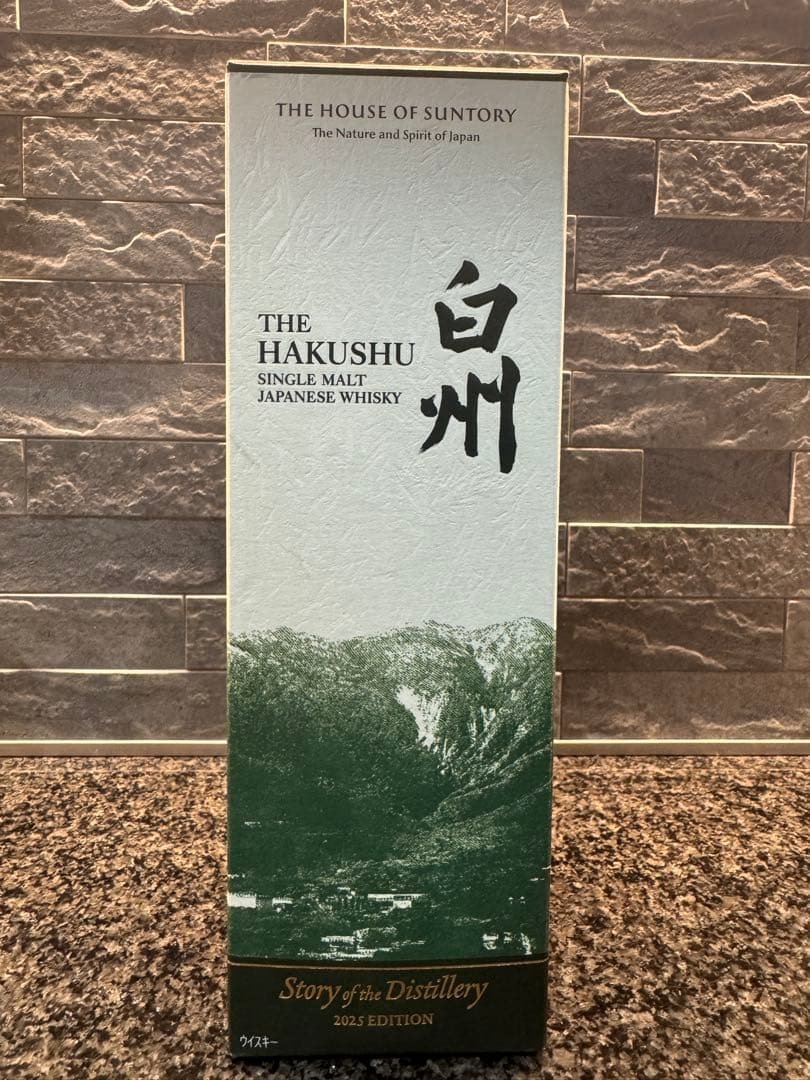 THE HOUSE OF SUNTORY
The Nature and Spirit of Japan
THE
HAKUSHU
SINGLE MALT
JAPANESE WHISKY
白州
Story of the Distillery
2025 EDITION
ウイスキー